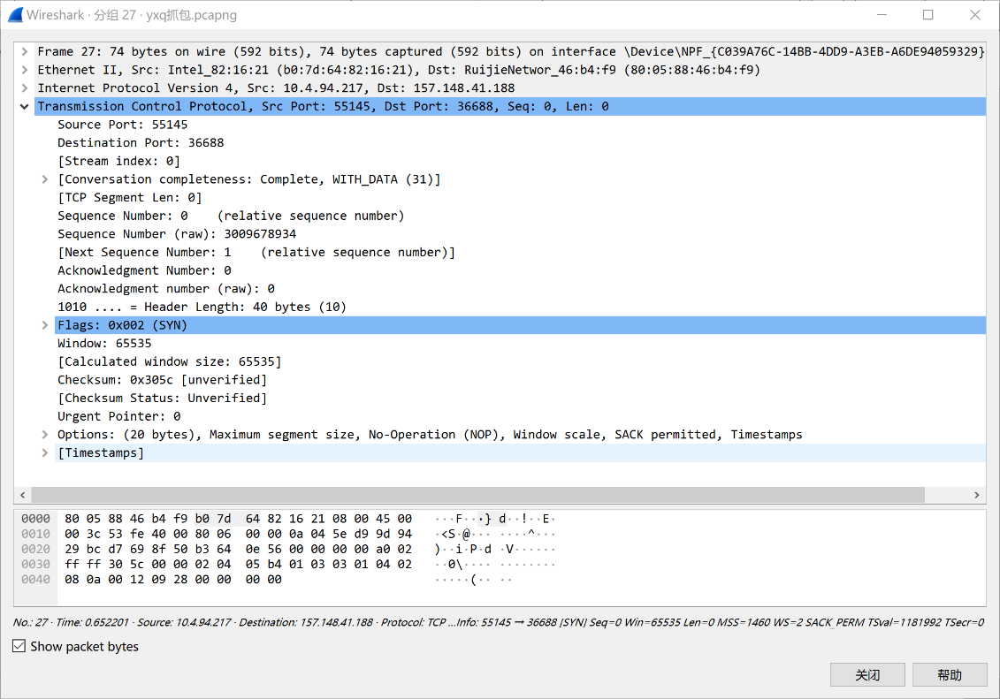 Wireshark · 分组 27 · yxq抓包.pcapng
Frame 27: 74 bytes on wire (592 bits), 74 bytes captured (592 bits) on interface \Device\NPF_{C039A76C-14BB-4DD9-A3EB-A6DE94059329}
Ethernet II, Src: Intel_82:16:21 (b0:7d:64:82:16:21), Dst: RuijieNetwor_46:b4:f9 (80:05:88:46:b4:f9)
Internet Protocol Version 4, Src: 10.4.94.217, Dst: 157.148.41.188
Transmission Control Protocol, Src Port: 55145, Dst Port: 36688, Seq: 0, Len: 0
Source Port: 55145
Destination Port: 36688
[Stream index: 0]
[Conversation completeness: Complete, WITH_DATA (31)]
[TCP Segment Len: 0]
Sequence Number: 0    (relative sequence number)
Sequence Number (raw): 3009678934
[Next Sequence Number: 1    (relative sequence number)]
Acknowledgment Number: 0
Acknowledgment number (raw): 0
1010 .... = Header Length: 40 bytes (10)
Flags: 0x002 (SYN)
Window: 65535
[Calculated window size: 65535]
Checksum: 0x305c [unverified]
[Checksum Status: Unverified]
Urgent Pointer: 0
Options: (20 bytes), Maximum segment size, No-Operation (NOP), Window scale, SACK permitted, Timestamps
[Timestamps]
0000 80 05 88 46 b4 f9 b0 7d 64 82 16 21 08 00 45 00 ···F···} d··!··E·
0010 00 3c 53 fe 40 00 80 06 00 00 0a 04 5e d9 9d 94 ·<S·@··· ····^···
0020 29 bc d7 69 8f 50 b3 64 0e 56 00 00 00 00 a0 02 )··i·P·d ·V······
0030 ff ff 30 5c 00 00 02 04 05 b4 01 03 03 01 04 02 ··0\···· ········
0040 08 0a 00 12 09 28 00 00 00 00 ·····(·· ··
No.: 27 · Time: 0.652201 · Source: 10.4.94.217 · Destination: 157.148.41.188 · Protocol: TCP ...Info: 55145 → 36688 [SYN] Seq=0 Win=65535 Len=0 MSS=1460 WS=2 SACK_PERM TSval=1181992 TSecr=0
Show packet bytes
关闭 帮助